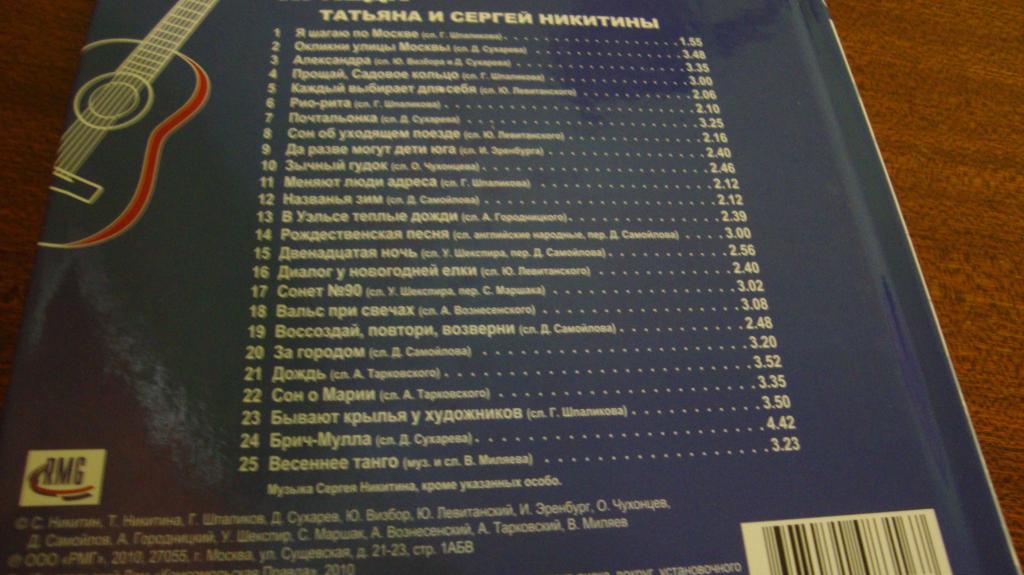 ТАТЬЯНА И СЕРГЕЙ НИКИТИНЫ
1 Я шагаю по Москве (сл. Г. Шпаликова) 1.55
2 Окликни улицы Москвы (сл. Д. Сухарева) 3.48
3 Александра (сл. Ю. Визбора и Д. Сухарева) 3.35
4 Прощай, Садовое кольцо (сл. Г. Шпаликова) 3.00
5 Каждый выбирает для себя (сл. Ю. Левитанского) 2.06
6 Рио-рита (сл. Г. Шпаликова) 2.10
7 Почтальонка (сл. Д. Сухарева) 3.25
8 Сон об уходящем поезде (сл. Ю. Левитанского) 2.16
9 Да разве могут дети юга (сл. И. Эренбурга) 2.40
10 Зычный гудок (сл. О. Чухонцева) 2.46
11 Меняют люди адреса (сл. Г. Шпаликова) 2.12
12 Названья зим (сл. Д. Самойлова) 2.12
13 В Уэльсе теплые дожди (сл. А. Городницкого) 2.39
14 Рождественская песня (сл. английские народные, пер. Д. Самойлова) 3.00
15 Двенадцатая ночь (сл. У. Шекспира, пер. Д. Самойлова) 2.56
16 Диалог у новогодней елки (сл. Ю. Левитанского) 2.40
17 Сонет №90 (сл. У. Шекспира, пер. С. Маршака) 3.02
18 Вальс при свечах (сл. А. Вознесенского) 3.08
19 Воссоздай, повтори, возверни (сл. Д. Самойлова) 2.48
20 За городом (сл. Д. Самойлова) 3.20
21 Дождь (сл. А. Тарковского) 3.52
22 Сон о Марии (сл. А. Тарковского) 3.35
23 Бывают крылья у художников (сл. Г. Шпаликова) 3.50
24 Брич-Мулла (сл. Д. Сухарева) 4.42
25 Весеннее танго (муз. и сл. В. Миляева) 3.23
Музыка Сергея Никитина, кроме указанных особо.
RMG
© С. Никитин, Т. Никитина, Г. Шпаликов, Д. Сухарев, Ю. Визбор, Ю. Левитанский, И. Эренбург, О. Чухонцев,
Д. Самойлов, А. Городницкий, У. Шекспир, С. Маршак, А. Вознесенский, А. Тарковский, В. Миляев
℗ ООО «РМГ», 2010, 27055, г. Москва, ул. Сущевская, д. 21-23, стр. 1АБВ
«Комсомольская Правда», 2010
вокруг установочного